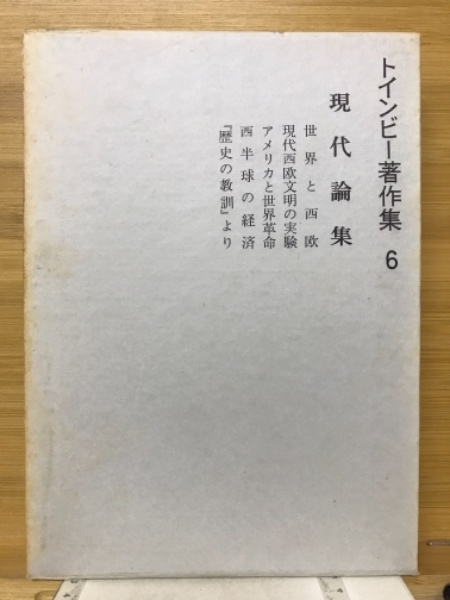 トインビー著作集 6
現代論集
世界と西欧
現代西欧文明の実験
アメリカと世界革命
西半球の経済
『歴史の教訓』より